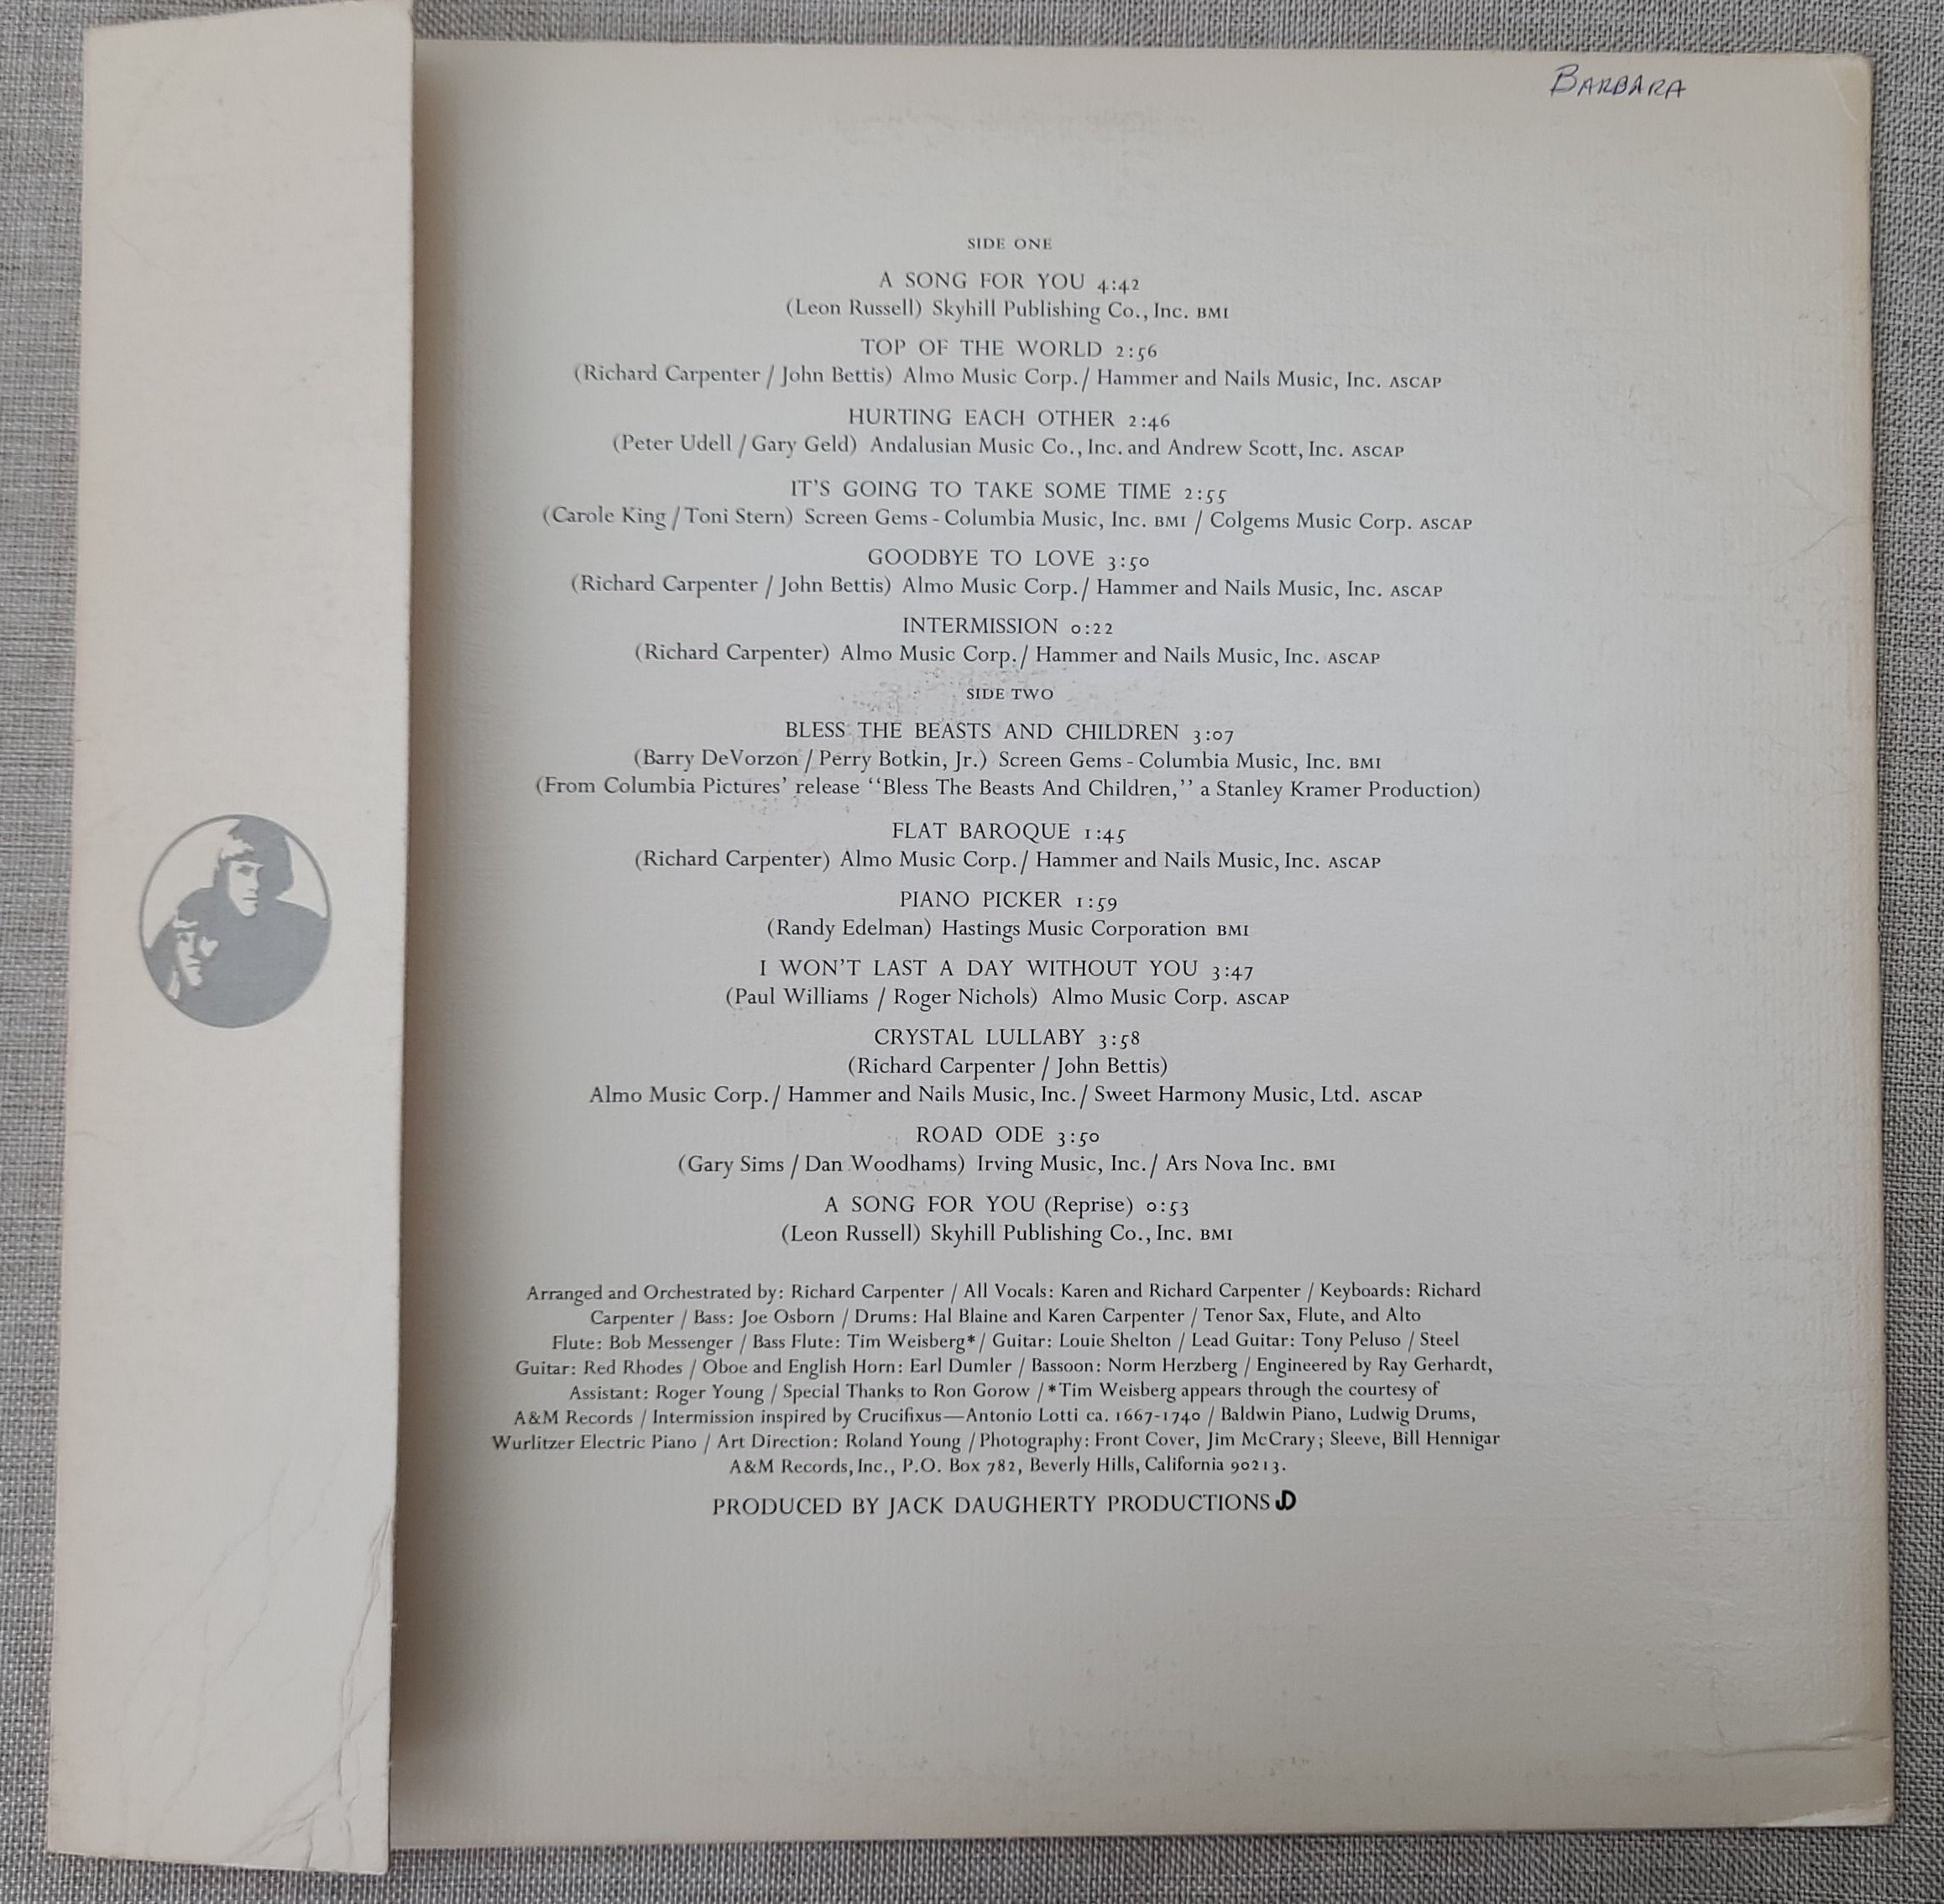 BARBARA
SIDE ONE
A SONG FOR YOU 4:42
(Leon Russell) Skyhill Publishing Co., Inc. BMI
TOP OF THE WORLD 2:56
(Richard Carpenter / John Bettis) Almo Music Corp. / Hammer and Nails Music, Inc. ASCAP
HURTING EACH OTHER 2:46
(Peter Udell / Gary Geld) Andalusian Music Co., Inc. and Andrew Scott, Inc. ASCAP
IT'S GOING TO TAKE SOME TIME 2:55
(Carole King / Toni Stern) Screen Gems - Columbia Music, Inc. BMI / Colgems Music Corp. ASCAP
GOODBYE TO LOVE 3:50
(Richard Carpenter / John Bettis) Almo Music Corp. / Hammer and Nails Music, Inc. ASCAP
INTERMISSION 0:22
(Richard Carpenter) Almo Music Corp. / Hammer and Nails Music, Inc. ASCAP
SIDE TWO
BLESS THE BEASTS AND CHILDREN 3:07
(Barry DeVorzon / Perry Botkin, Jr.) Screen Gems - Columbia Music, Inc. BMI
(From Columbia Pictures' release "Bless The Beasts And Children," a Stanley Kramer Production)
FLAT BAROQUE 1:45
(Richard Carpenter) Almo Music Corp. / Hammer and Nails Music, Inc. ASCAP
PIANO PICKER 1:59
(Randy Edelman) Hastings Music Corporation BMI
I WON'T LAST A DAY WITHOUT YOU 3:47
(Paul Williams / Roger Nichols) Almo Music Corp. ASCAP
CRYSTAL LULLABY 3:58
(Richard Carpenter / John Bettis)
Almo Music Corp. / Hammer and Nails Music, Inc. / Sweet Harmony Music, Ltd. ASCAP
ROAD ODE 3:50
(Gary Sims / Dan Woodhams) Irving Music, Inc. / Ars Nova Inc. BMI
A SONG FOR YOU (Reprise) 0:53
(Leon Russell) Skyhill Publishing Co., Inc. BMI
Arranged and Orchestrated by: Richard Carpenter / All Vocals: Karen and Richard Carpenter / Keyboards: Richard
Carpenter / Bass: Joe Osborn / Drums: Hal Blaine and Karen Carpenter / Tenor Sax, Flute, and Alto
Flute: Bob Messenger / Bass Flute: Tim Weisberg* / Guitar: Louie Shelton / Lead Guitar: Tony Peluso / Steel
Guitar: Red Rhodes / Oboe and English Horn: Earl Dumler / Bassoon: Norm Herzberg / Engineered by Ray Gerhardt,
Assistant: Roger Young / Special Thanks to Ron Gorow / *Tim Weisberg appears through the courtesy of
A&M Records / Intermission inspired by Crucifixus—Antonio Lotti ca. 1667-1740 / Baldwin Piano, Ludwig Drums,
Wurlitzer Electric Piano / Art Direction: Roland Young / Photography: Front Cover, Jim McCrary; Sleeve, Bill Hennigar
A&M Records, Inc., P.O. Box 782, Beverly Hills, California 90213.
PRODUCED BY JACK DAUGHERTY PRODUCTIONS JD